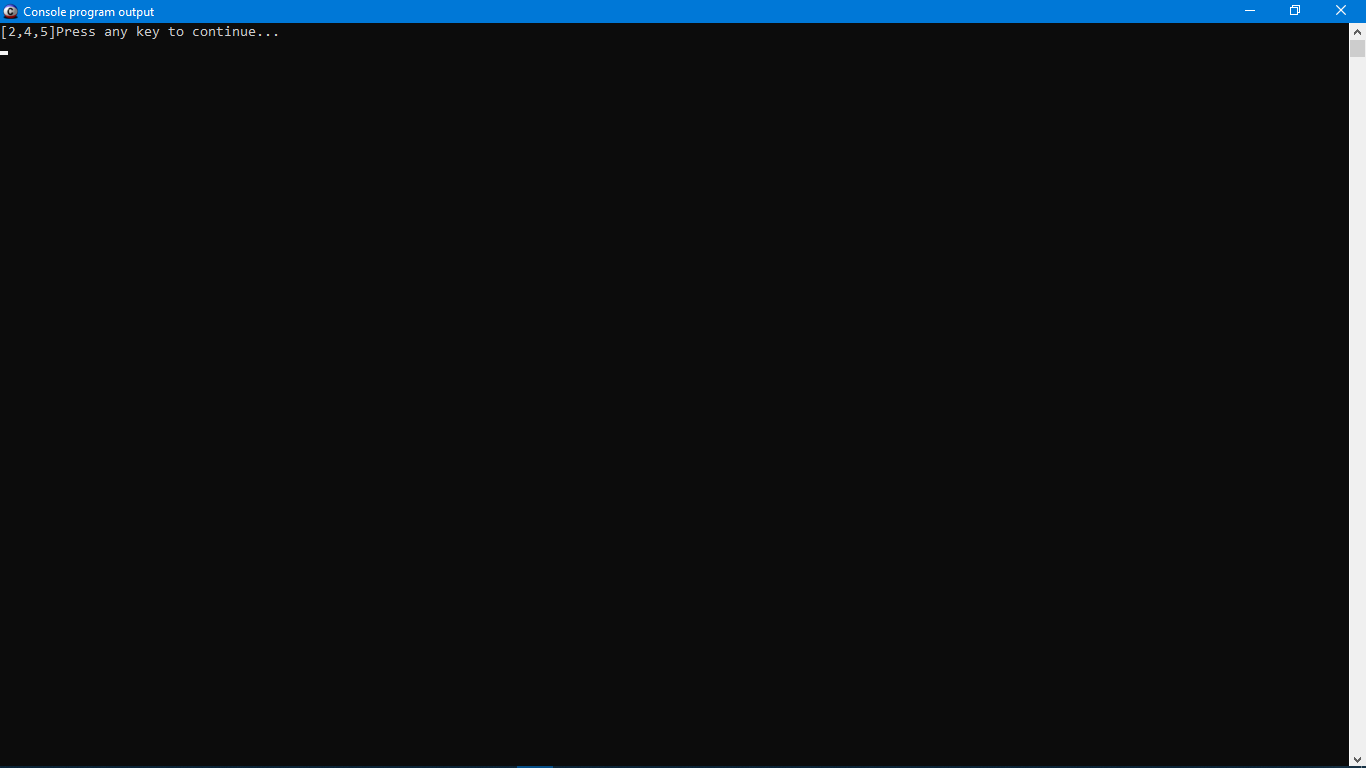 Console program output
[2,4,5]Press any key to continue...